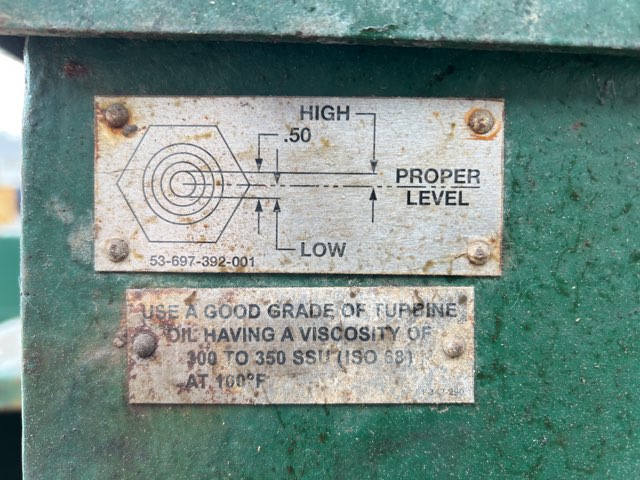 HIGH
.50
PROPER
LEVEL
LOW
53-697-392-001
USE A GOOD GRADE OF TURBINE
OIL HAVING A VISCOSITY OF
300 TO 350 SSU (ISO 68)
AT 100°F